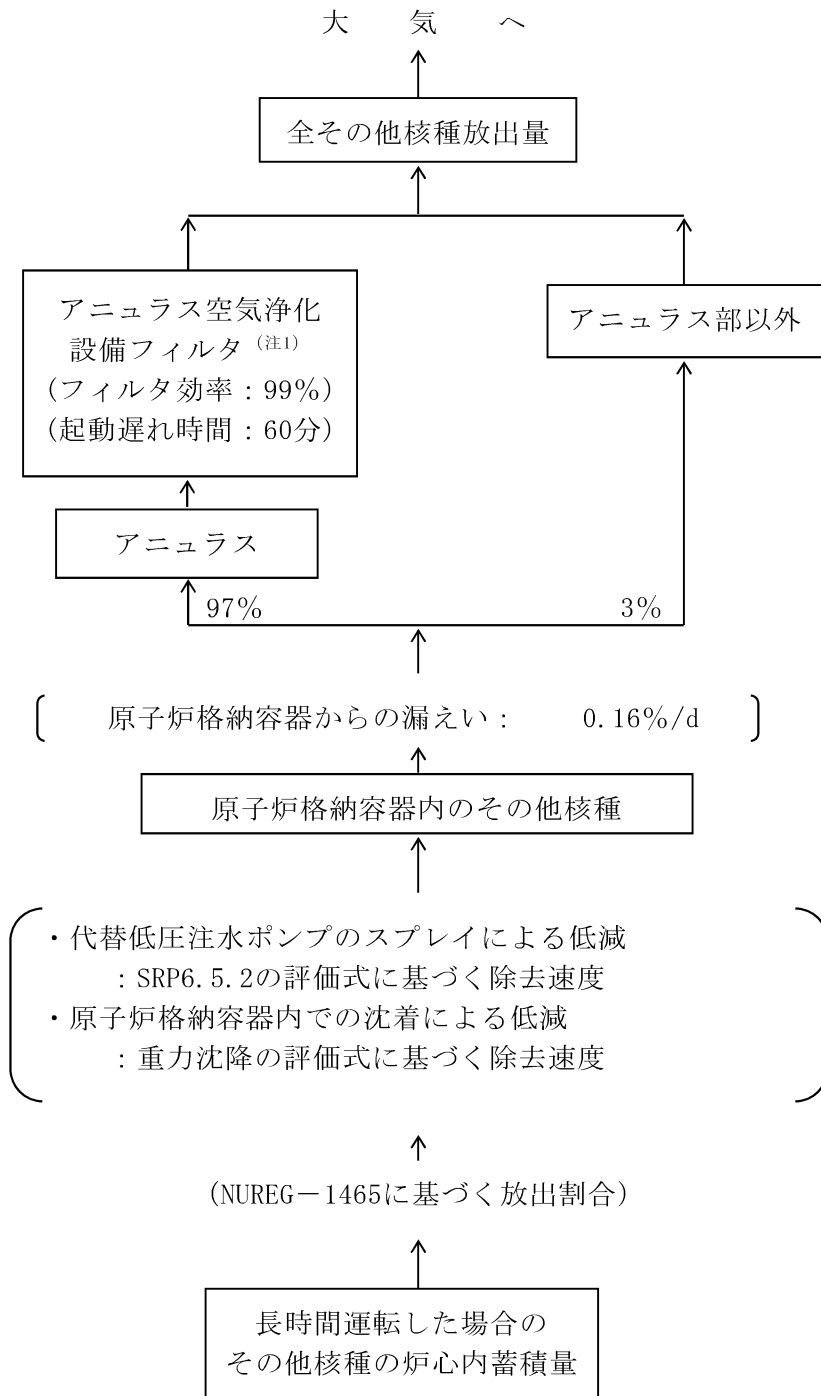 大　気　へ
全その他核種放出量
アニュラス空気浄化
設備フィルタ(注1)
(フィルタ効率：99%)
(起動遅れ時間：60分)
アニュラス部以外
アニュラス
97%
3%
原子炉格納容器からの漏えい：　0.16%/d
原子炉格納容器内のその他核種
・代替低圧注水ポンプのスプレイによる低減
：SRP6.5.2の評価式に基づく除去速度
・原子炉格納容器内での沈着による低減
：重力沈降の評価式に基づく除去速度
(NUREG－1465に基づく放出割合)
長時間運転した場合の
その他核種の炉心内蓄積量